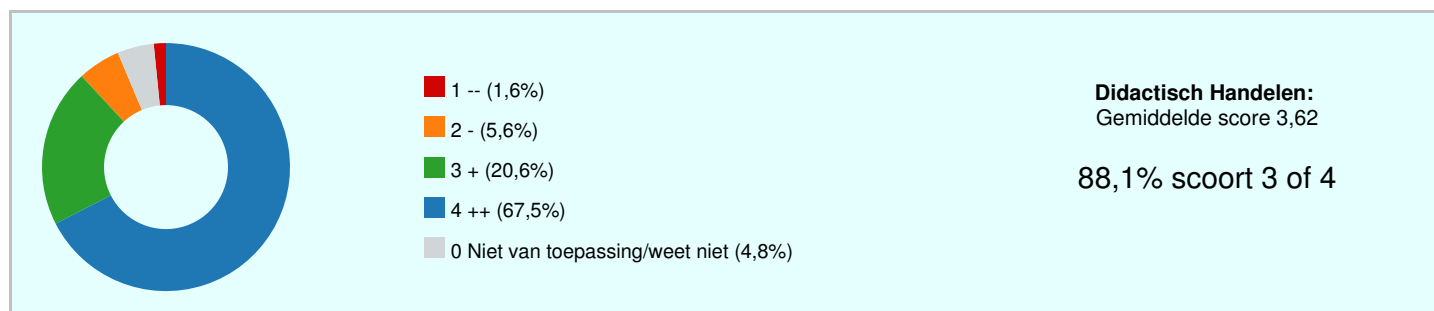 1 -- (1,6%)
2 - (5,6%)
3 + (20,6%)
4 ++ (67,5%)
0 Niet van toepassing/weet niet (4,8%)
Didactisch Handelen:
Gemiddelde score 3,62
88,1% scoort 3 of 4